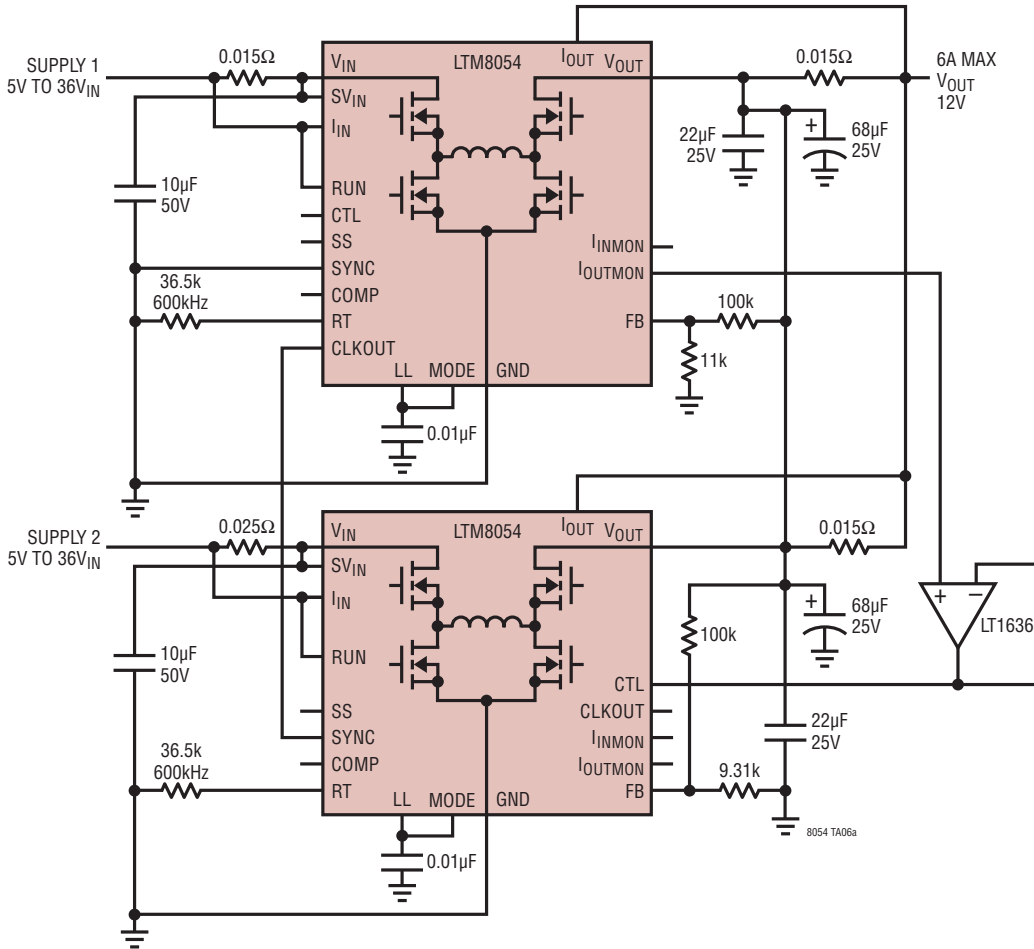 SUPPLY 1
5V TO 36VIN
0.015Ω
VIN
LTM8054
IOUT
VOUT
0.015Ω
6A MAX
VOUT
12V
SVIN
IIN
22µF
25V
+
68µF
25V
10µF
50V
RUN
CTL
SS
SYNC
COMP
RT
CLKOUT
36.5k
600kHz
IINMON
IOUTMON
FB
100k
11k
LL
MODE
GND
0.01µF
SUPPLY 2
5V TO 36VIN
0.025Ω
VIN
LTM8054
IOUT
VOUT
0.015Ω
SVIN
IIN
100k
+
68µF
25V
+
−
LT1636
10µF
50V
RUN
SS
SYNC
COMP
RT
36.5k
600kHz
CTL
CLKOUT
IINMON
IOUTMON
FB
22µF
25V
9.31k
LL
MODE
GND
0.01µF
8054 TA06a